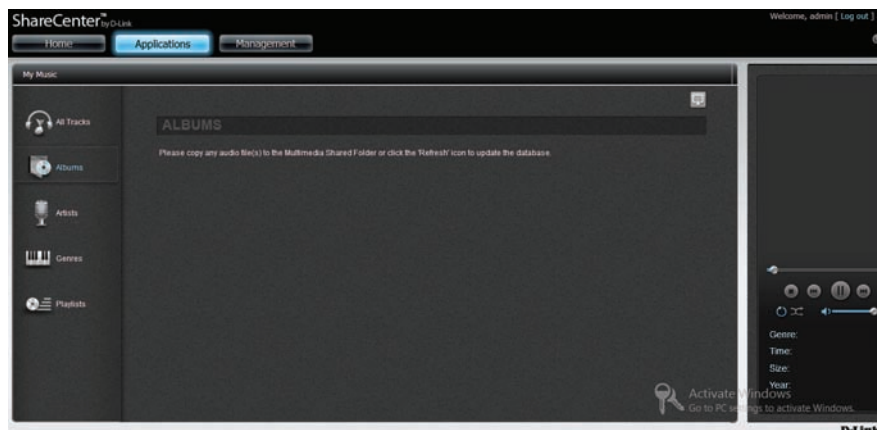 ShareCenter™ by D-Link
Welcome, admin [ Log out ]
Home
Applications
Management
My Music
All Tracks
ALBUMS
Please copy any audio file(s) to the Multimedia Shared Folder or click the 'Refresh' icon to update the database.
Albums
Artists
Genres
Playlists
Genre:
Time:
Size:
Year:
Activate Windows
Go to PC settings to activate Windows.
D-Link